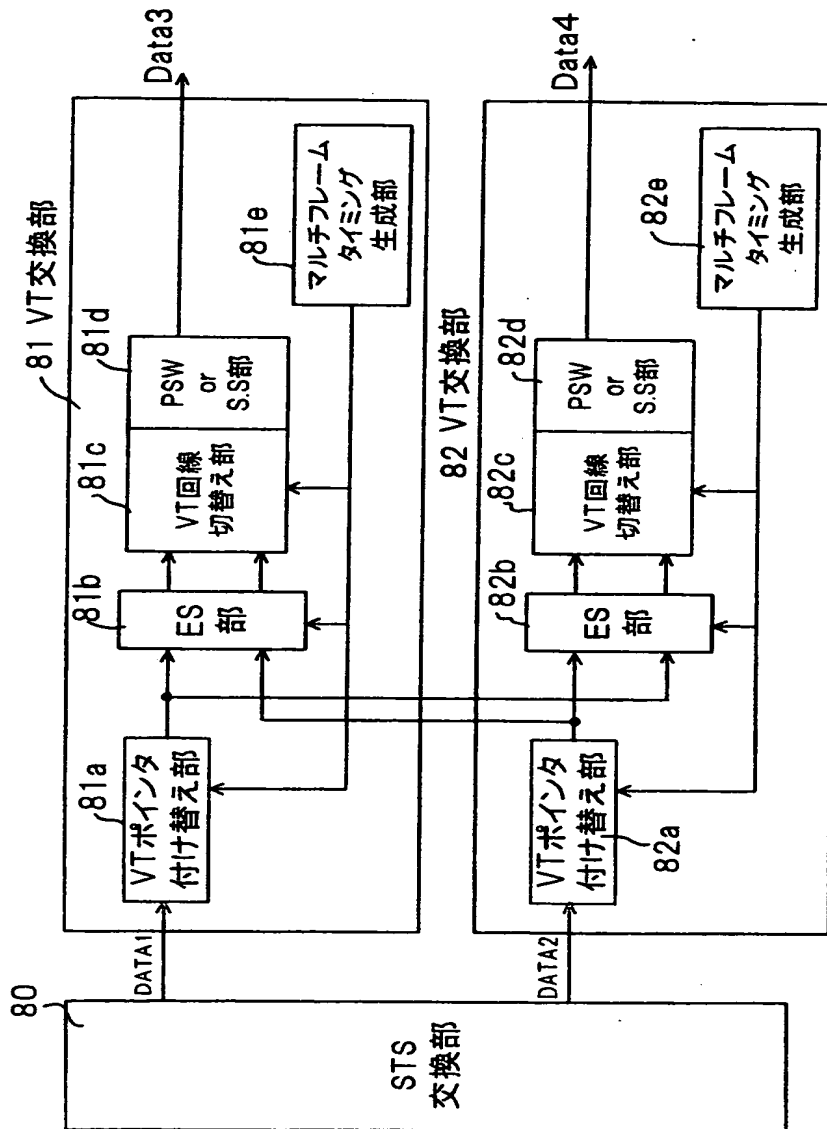 80
STS
交換部
DATA1
DATA2
81 VT交換部
81a
VTポインタ
付け替え部
81b
ES
部
81c
VT回線
切替え部
81d
PSW
or
S.S部
81e
マルチフレーム
タイミング
生成部
Data3
82 VT交換部
VTポインタ
付け替え部
82a
82b
ES
部
82c
VT回線
切替え部
82d
PSW
or
S.S部
82e
マルチフレーム
タイミング
生成部
Data4